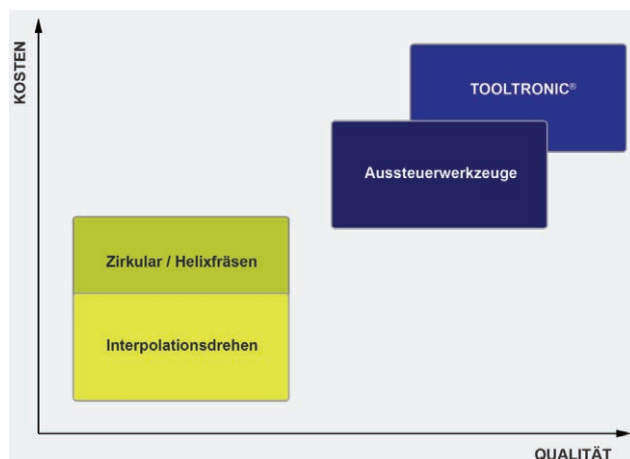 KOSTEN
TOOLTRONIC®
Aussteuerwerkzeuge
Zirkular / Helixfräsen
Interpolationsdrehen
QUALITÄT